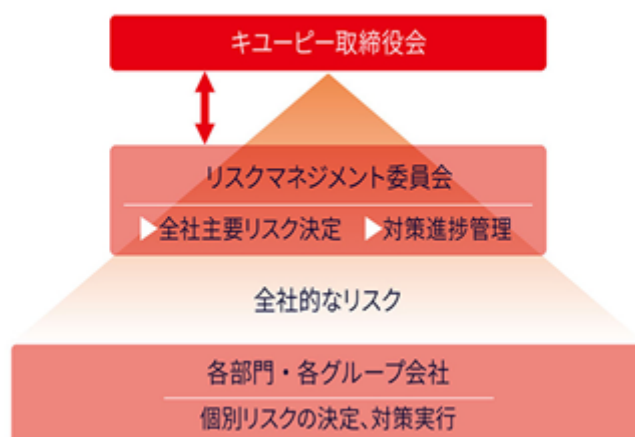 キユーピー取締役会
リスクマネジメント委員会
▶全社主要リスク決定 ▶対策進捗管理
全社的なリスク
各部門・各グループ会社
個別リスクの決定、対策実行